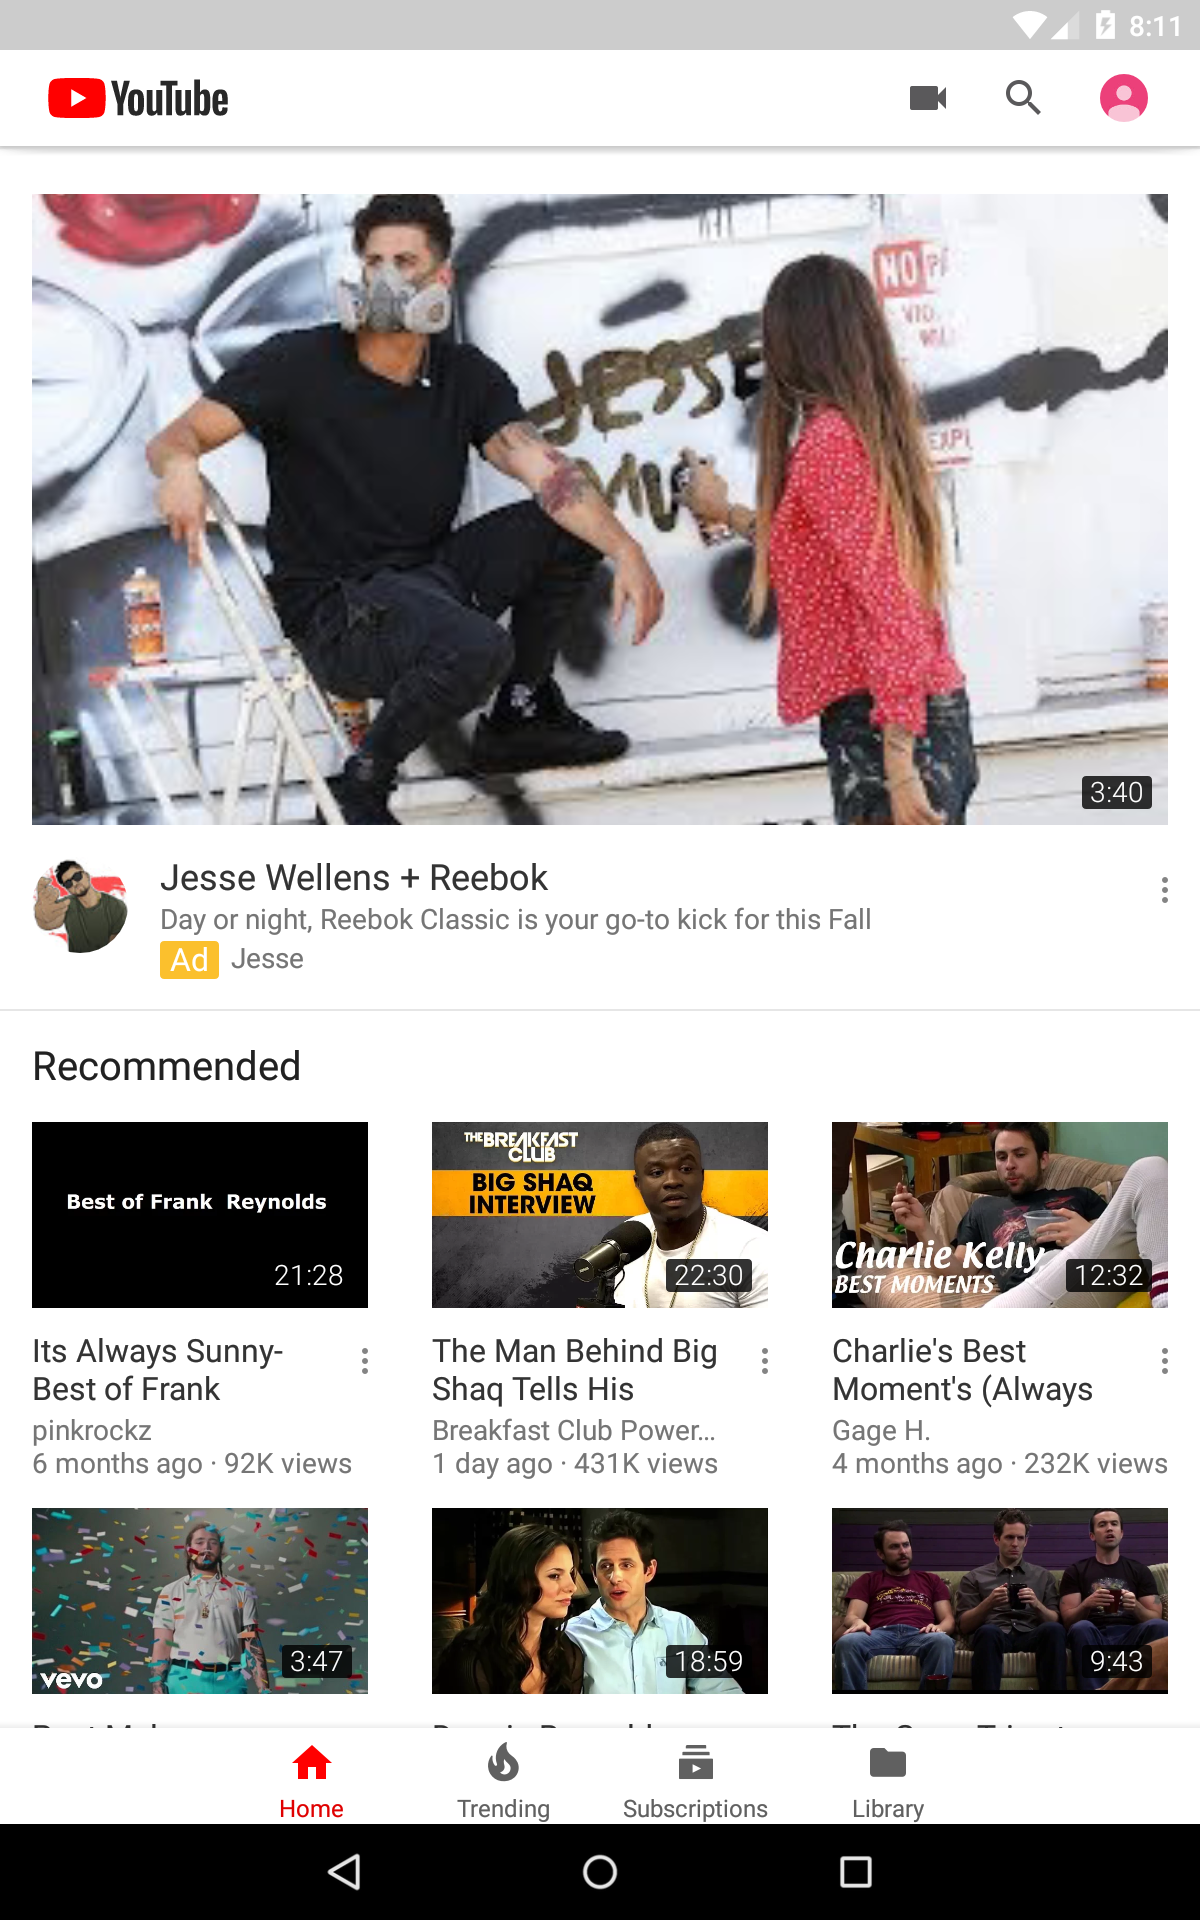 8:11
YouTube
NO
JESSE
3:40
Jesse Wellens + Reebok
Day or night, Reebok Classic is your go-to kick for this Fall
Ad Jesse
Recommended
Best of Frank Reynolds
21:28
THE BREAKFAST
CLUB
BIG SHAQ
INTERVIEW
22:30
Charlie Kelly
BEST MOMENTS
12:32
Its Always Sunny-
Best of Frank
pinkrockz
6 months ago · 92K views
The Man Behind Big
Shaq Tells His
Breakfast Club Power...
1 day ago · 431K views
Charlie's Best
Moment's (Always
Gage H.
4 months ago · 232K views
vevo
3:47
18:59
9:43
Home
Trending
Subscriptions
Library